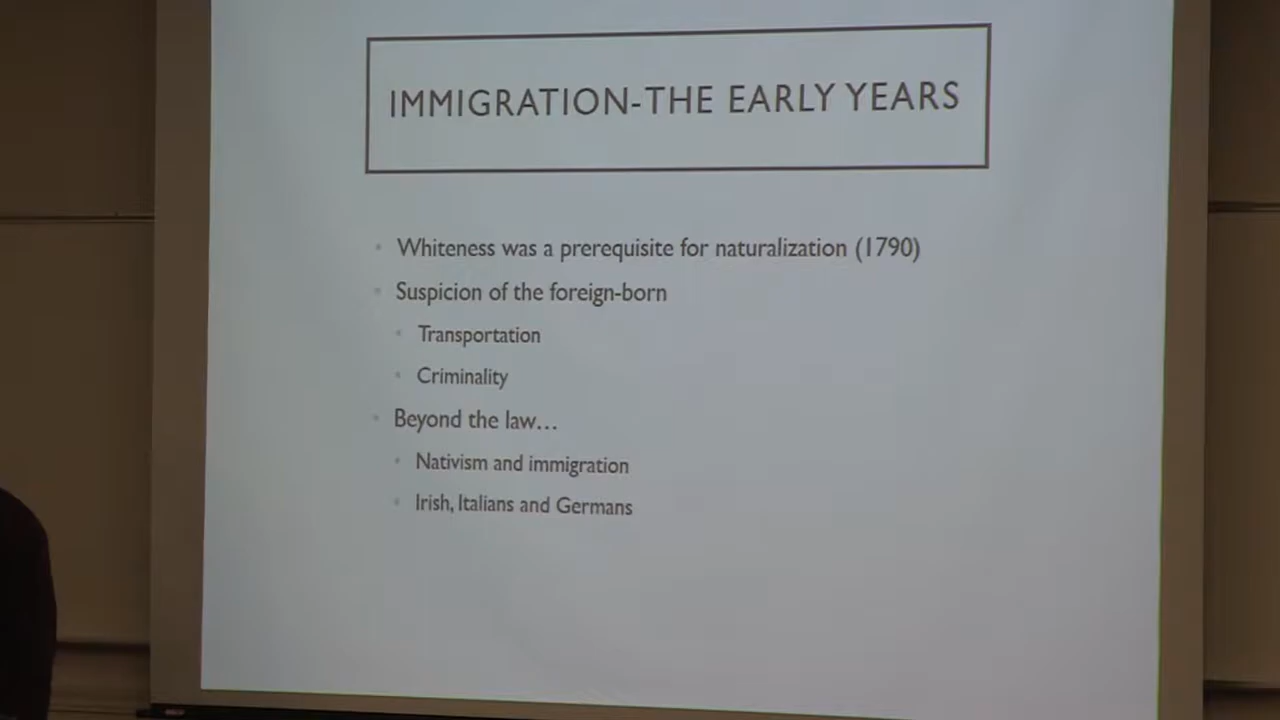 IMMIGRATION-THE EARLY YEARS
• Whiteness was a prerequisite for naturalization (1790)
• Suspicion of the foreign-born
• Transportation
• Criminality
• Beyond the law...
• Nativism and immigration
• Irish, Italians and Germans